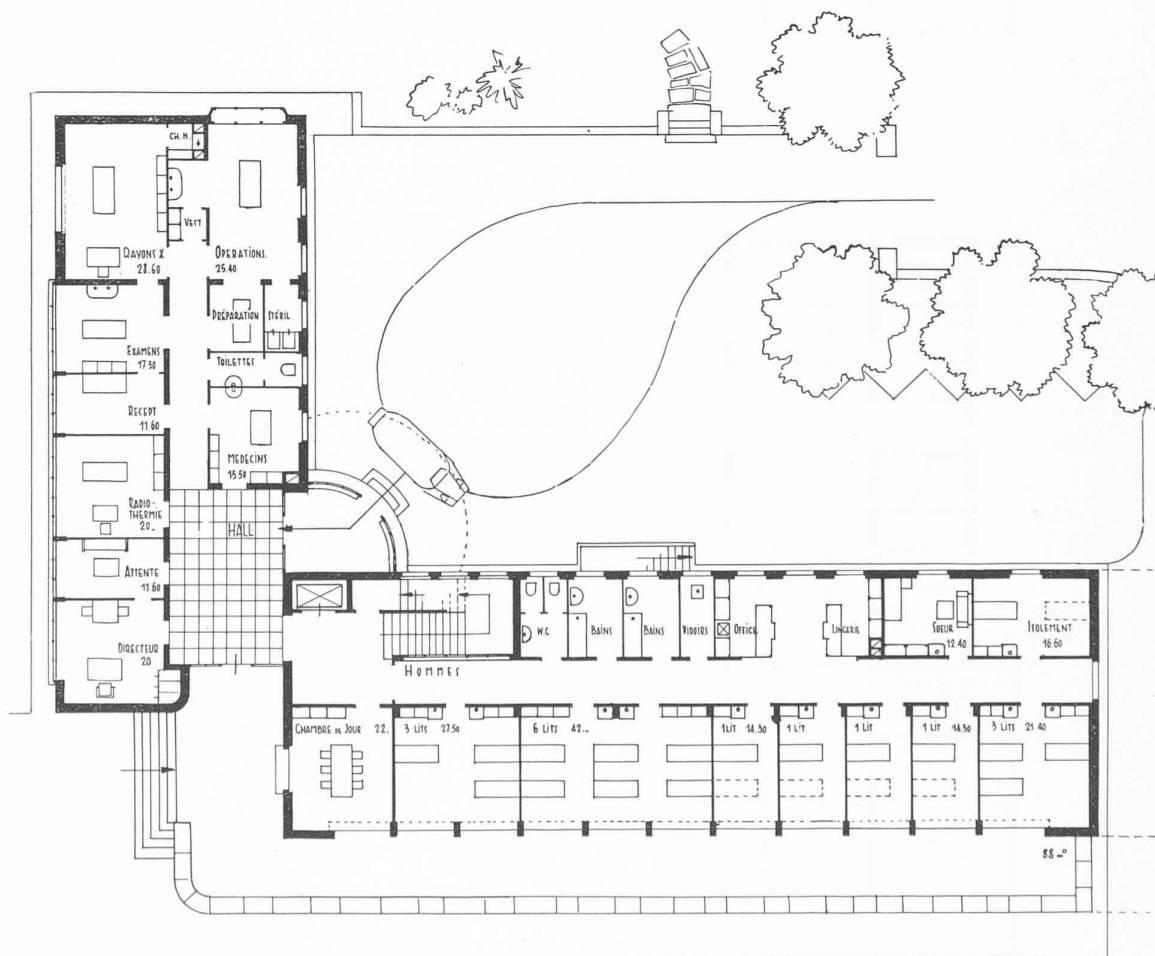 CH. N.
VEST.
RAYONS X
28.60
OPERATIONS.
25.40
PRÉPARATION
STÉRIL
EXAMENS
17.30
TOILETTES
RECEPT
11.60
MEDECINS
15.50
RADIO-
THERMIE
20_
HALL
ATTENTE
11.60
DIRECTEUR
20
HOMMES
W.C.
BAINS
BAINS
VIDOIRS
OFFICE
LINGERIE
SOEUR
12.40
ISOLEMENT
16.60
CHAMBRE DE JOUR 22_
3 LITS 27.50
6 LITS 42._
1 LIT 14.30
1 LIT.
1 LIT
1 LIT 14.30
3 LITS 21.40
88